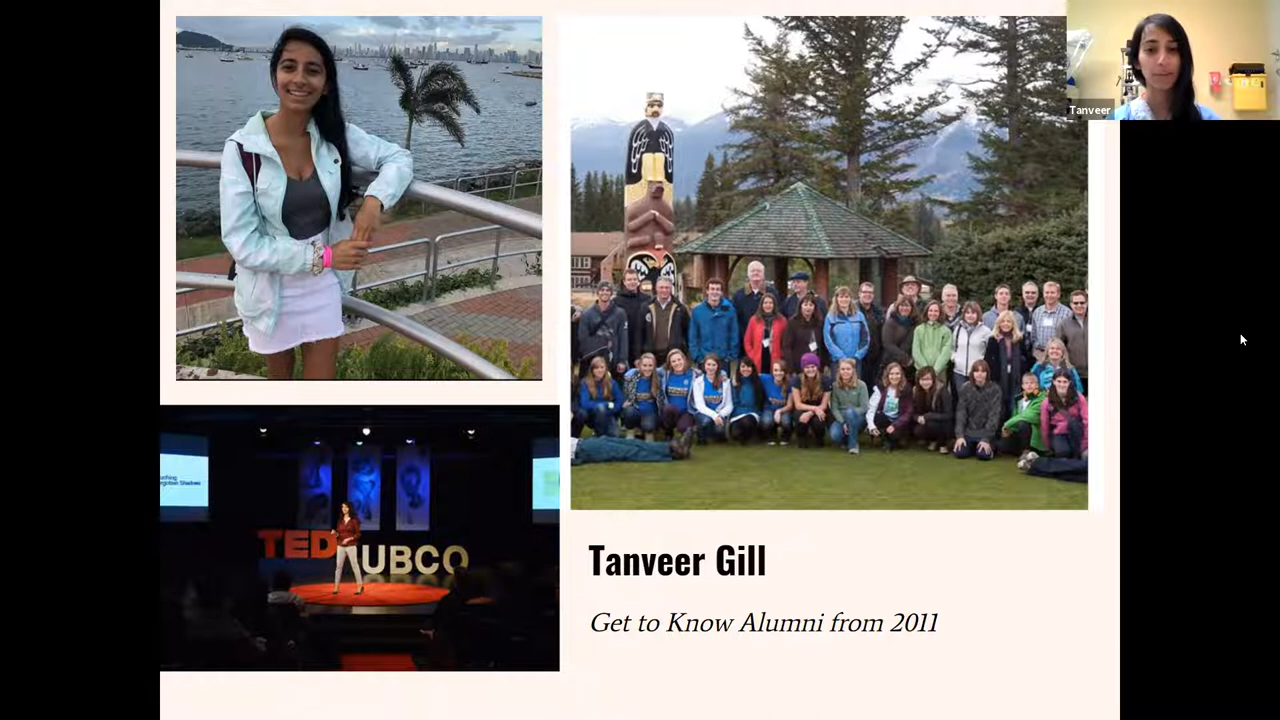 Tanveer
TED
UBCO
Tanveer Gill
Get to Know Alumni from 2011